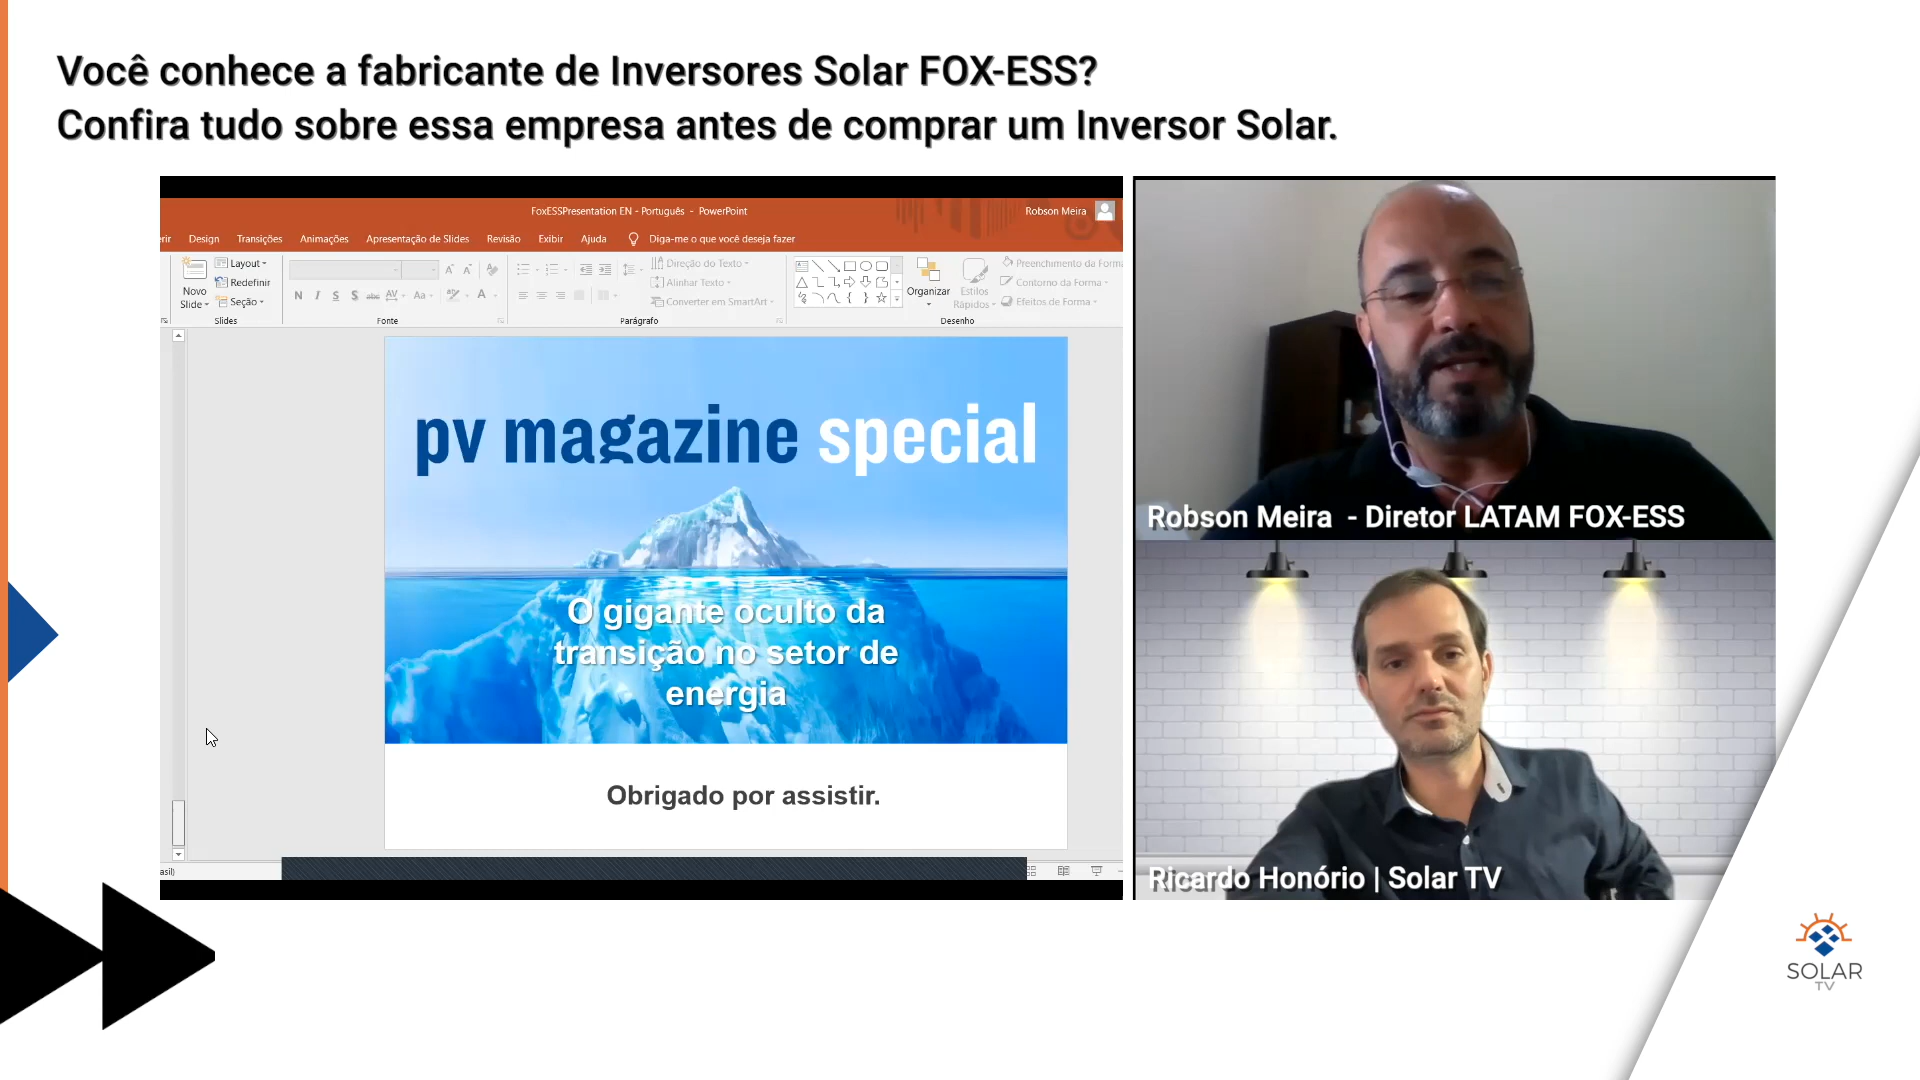 Você conhece a fabricante de Inversores Solar FOX-ESS?
Confira tudo sobre essa empresa antes de comprar um Inversor Solar.
FoxESSPresentation EN - Português - PowerPoint
Robson Meira
erir Design Transições Animações Apresentação de Slides Revisão Exibir Ajuda Diga-me o que você deseja fazer
Novo Slide
Layout
Redefinir
Seção
Slides
N I S S abc AV Aa A
Fonte
Direção do Texto
Alinhar Texto
Converter em SmartArt
Parágrafo
Organizar
Estilos Rápidos
Preenchimento da Forma
Contorno da Forma
Efeitos de Forma
Desenho
pv magazine special
O gigante oculto da
transição no setor de
energia
Obrigado por assistir.
asil)
Robson Meira - Diretor LATAM FOX-ESS
Ricardo Honório | Solar TV
SOLAR
TV